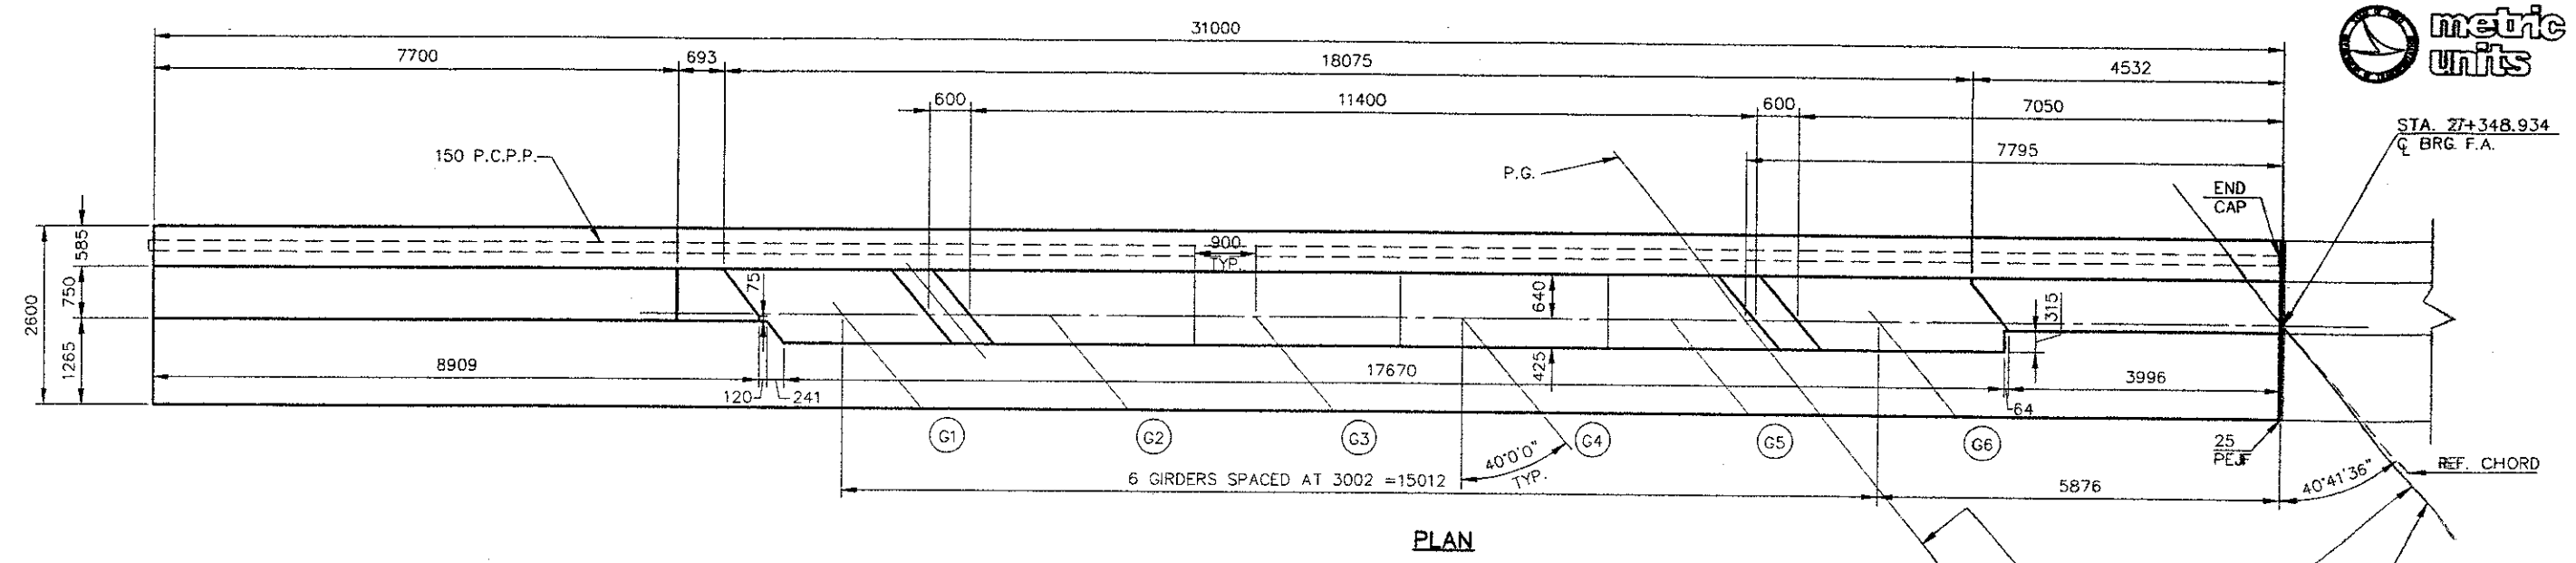 31000
metric
units
7700
693
18075
4532
600
11400
600
7050
STA. 27+348.934
℄ BRG. F.A.
7795
150 P.C.P.P.
P.G.
END
CAP
585
900
TYP.
750
75
640
315
2600
1265
8909
425
17670
3996
120
241
64
G1
G2
G3
G4
G5
G6
25
PEJF
40°0'0"
TYP.
40°41'36"
REF. CHORD
6 GIRDERS SPACED AT 3002 =15012
5876
PLAN